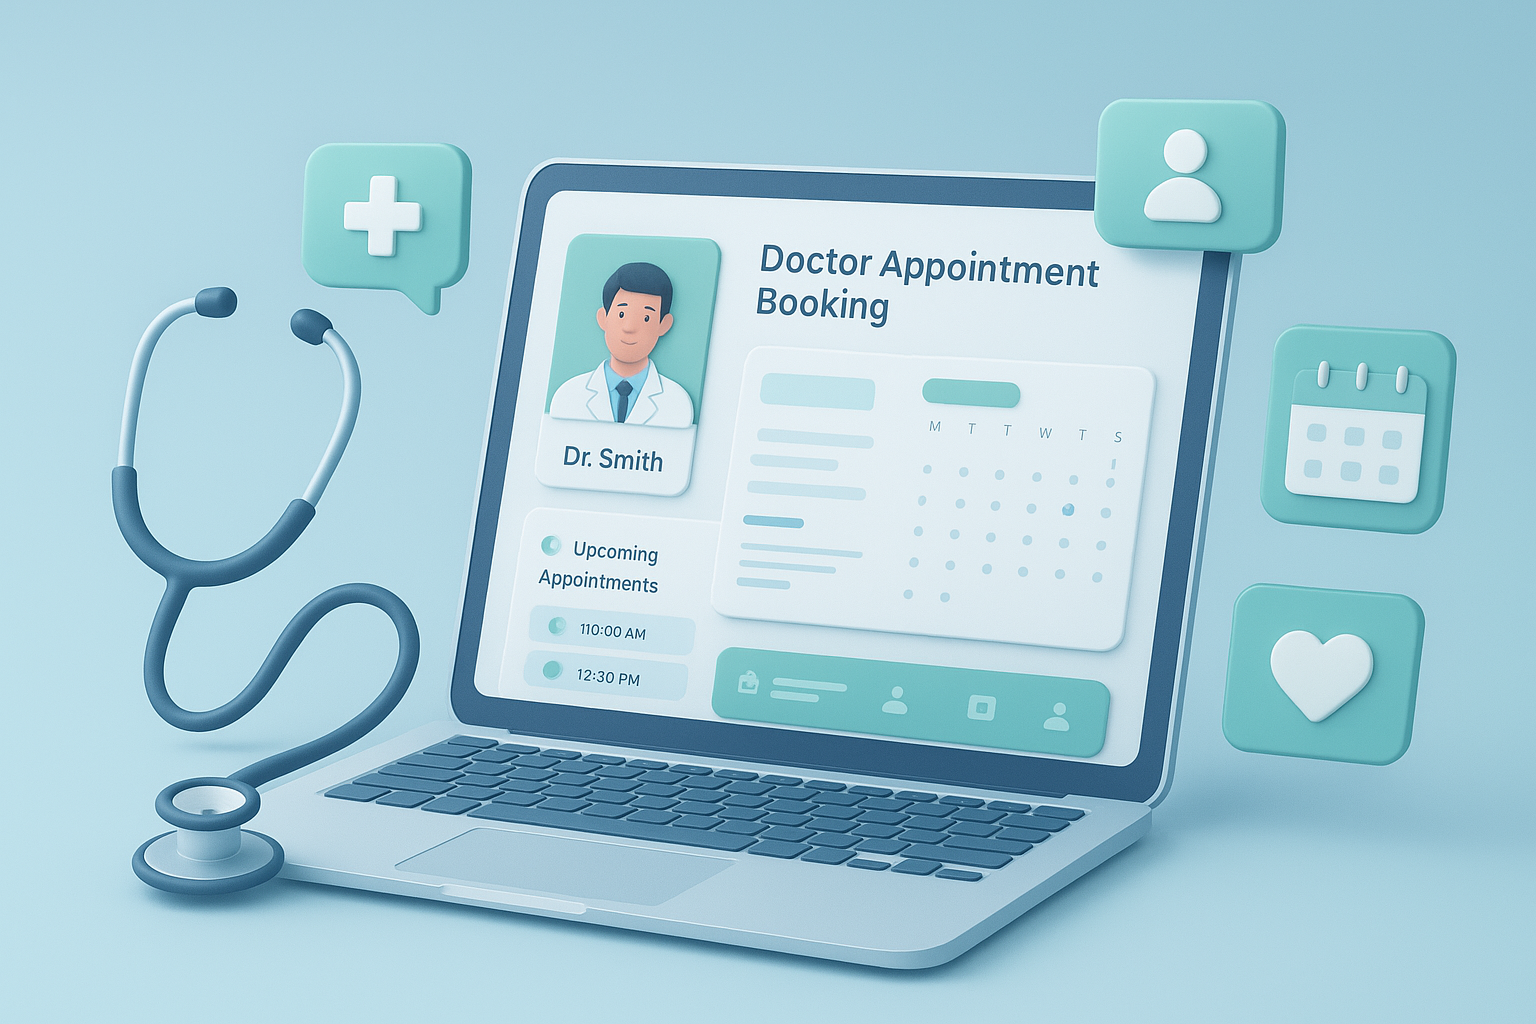 Doctor Appointment
Booking
Dr. Smith
M T T W T S
Upcoming
Appointments
110:00 AM
12:30 PM